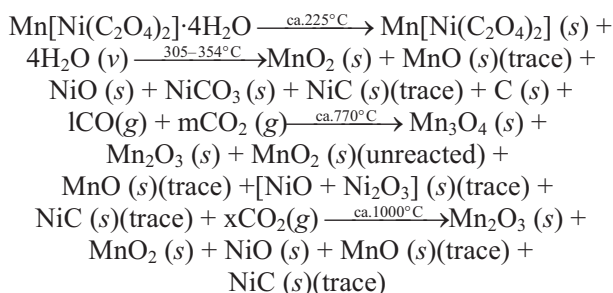 Mn[Ni(C₂O₄)₂]·4H₂O —ca.225°C→ Mn[Ni(C₂O₄)₂] (s) +
4H₂O (v) —305–354°C→ MnO₂ (s) + MnO (s)(trace) +
NiO (s) + NiCO₃ (s) + NiC (s)(trace) + C (s) +
lCO(g) + mCO₂ (g) —ca.770°C→ Mn₃O₄ (s) +
Mn₂O₃ (s) + MnO₂ (s)(unreacted) +
MnO (s)(trace) +[NiO + Ni₂O₃] (s)(trace) +
NiC (s)(trace) + xCO₂(g) —ca.1000°C→ Mn₂O₃ (s) +
MnO₂ (s) + NiO (s) + MnO (s)(trace) +
NiC (s)(trace)